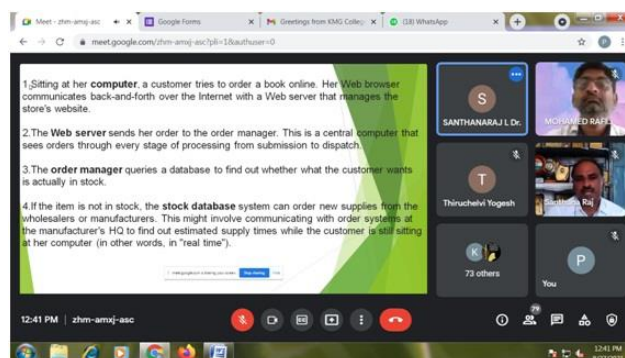 Meet - zhm-amxj-asc
Google Forms
Greetings from KMG Colleg
(18) WhatsApp
meet.google.com/zhm-amxj-asc?pli=1&authuser=0
P
1.Sitting at her computer, a customer tries to order a book online. Her Web browser
communicates back-and-forth over the Internet with a Web server that manages the
store's website.
2.The Web server sends her order to the order manager. This is a central computer that
sees orders through every stage of processing from submission to dispatch.
3.The order manager queries a database to find out whether what the customer wants
is actually in stock.
4.If the item is not in stock, the stock database system can order new supplies from the
wholesalers or manufacturers. This might involve communicating with order systems at
the manufacturer's HQ to find out estimated supply times while the customer is still sitting
at her computer (in other words, in "real time").
Stop sharing
S
SANTHANARAJ L Dr.
MOHAMED RAFI
T
Thiruchelvi Yogesh
Santhana Raj
K
73 others
P
You
12:41 PM | zhm-amxj-asc
79
12:41 PM